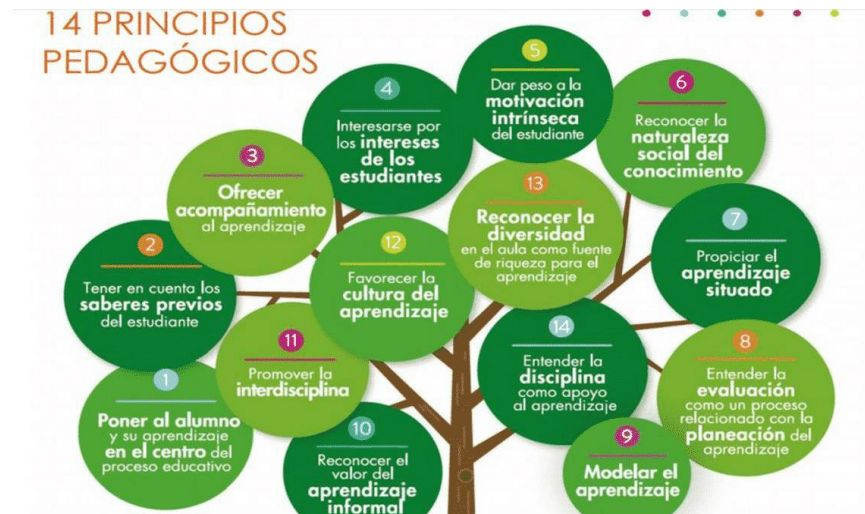 14 PRINCIPIOS
PEDAGÓGICOS
1
Poner al alumno
y su aprendizaje
en el centro del
proceso educativo
2
Tener en cuenta los
saberes previos
del estudiante
3
Ofrecer
acompañamiento
al aprendizaje
4
Interesarse por
los intereses
de los
estudiantes
5
Dar peso a la
motivación
intrínseca
del estudiante
6
Reconocer la
naturaleza
social del
conocimiento
7
Propiciar el
aprendizaje
situado
8
Entender la
evaluación
como un proceso
relacionado con la
planeación del
aprendizaje
9
Modelar el
aprendizaje
10
Reconocer el
valor del
aprendizaje
informal
11
Promover la
interdisciplina
12
Favorecer la
cultura del
aprendizaje
13
Reconocer la
diversidad
en el aula como fuente
de riqueza para el
aprendizaje
14
Entender la
disciplina
como apoyo
al aprendizaje